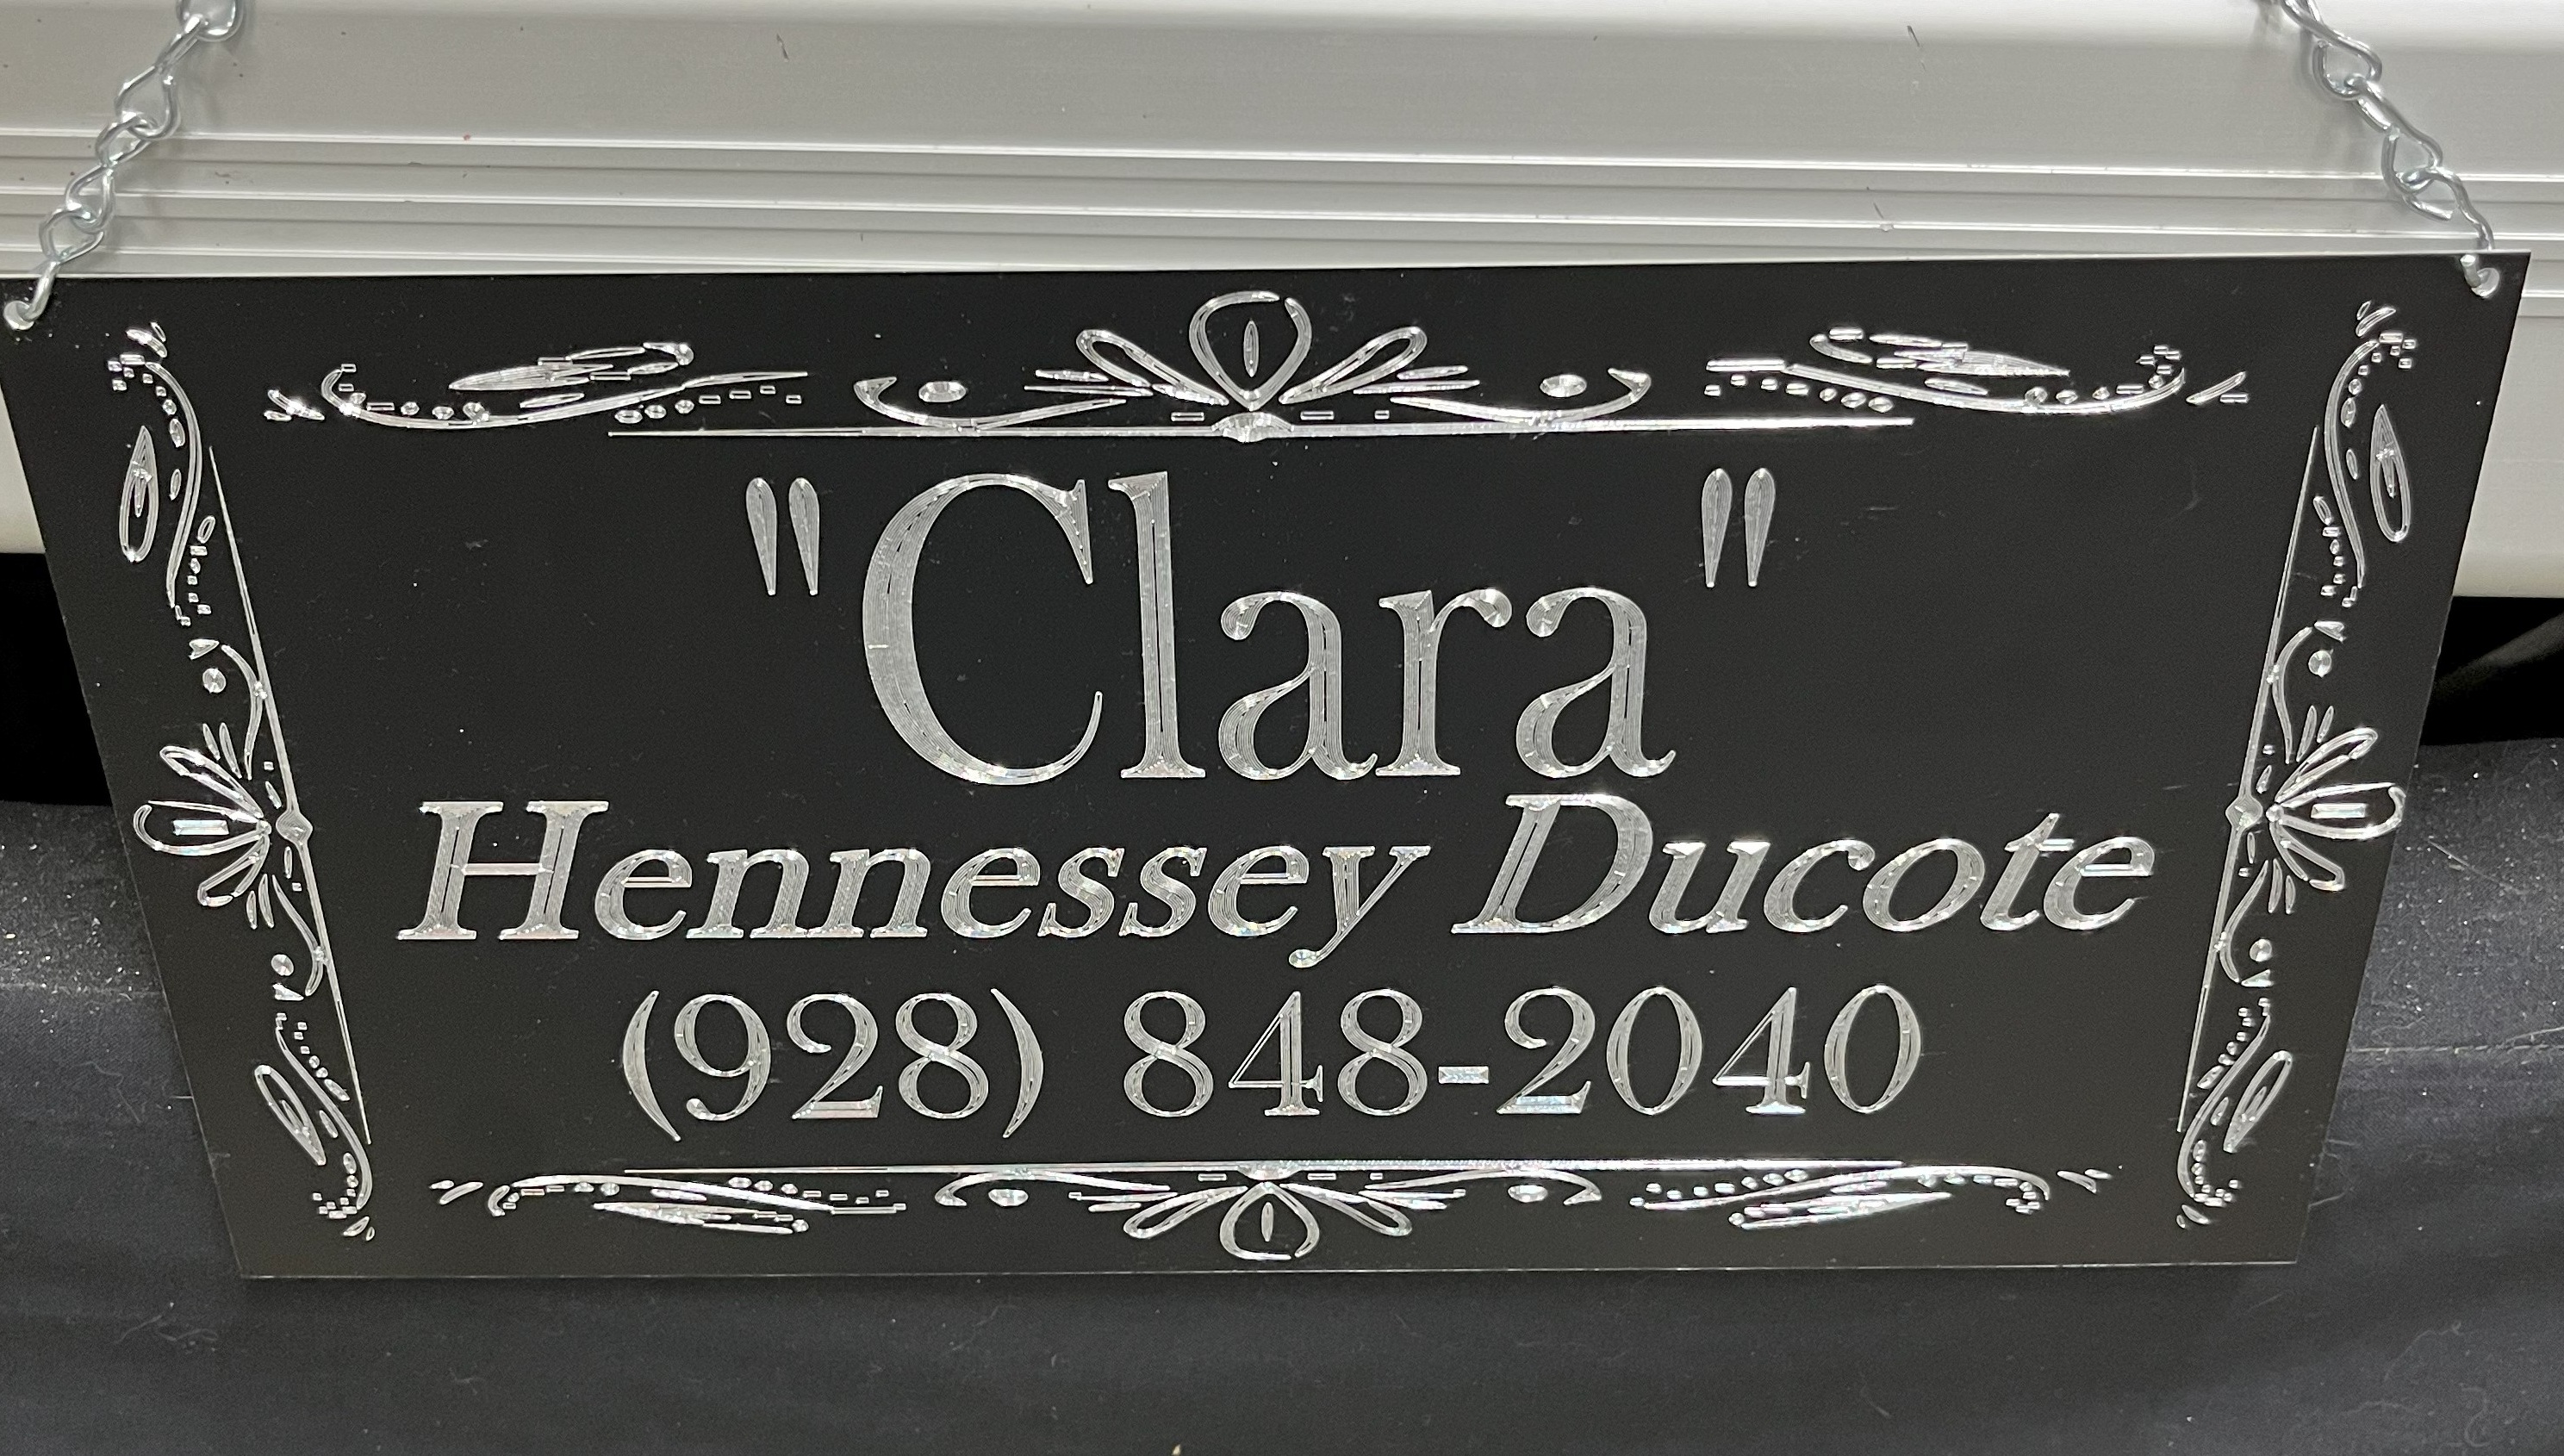 "Clara"
Hennessey Ducote
(928) 848-2040